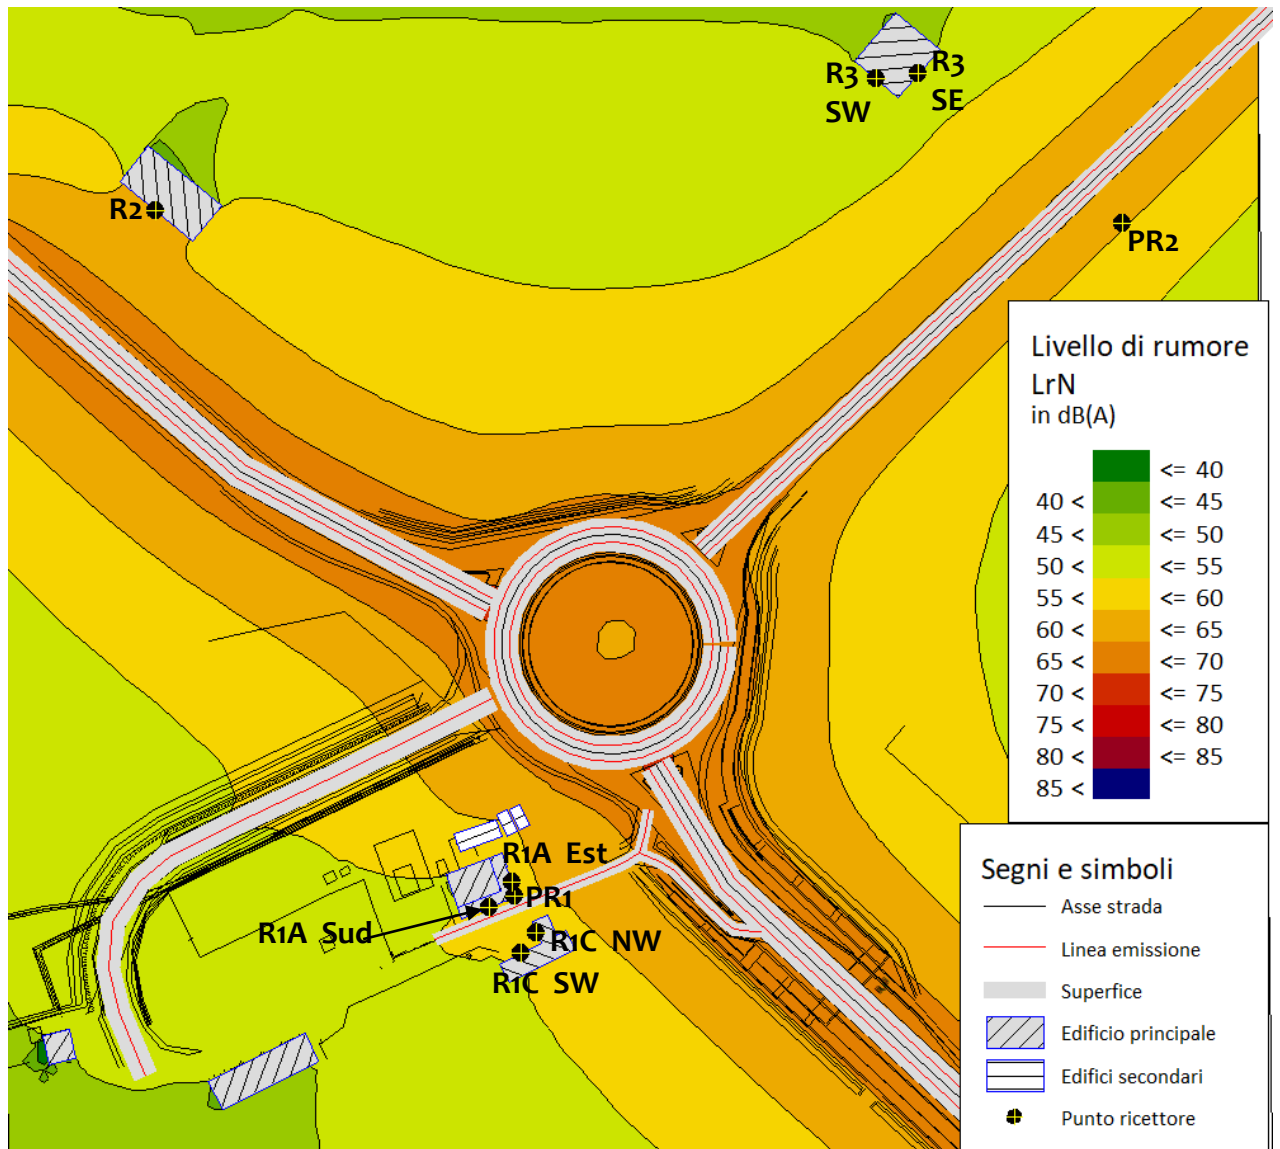 R3
SW
R3
SE
R2
PR2
Livello di rumore
LrN
in dB(A)
<= 40
40 < <= 45
45 < <= 50
50 < <= 55
55 < <= 60
60 < <= 65
65 < <= 70
70 < <= 75
75 < <= 80
80 < <= 85
85 <
R1A Est
PR1
R1A Sud
R1C NW
R1C SW
Segni e simboli
Asse strada
Linea emissione
Superfice
Edificio principale
Edifici secondari
Punto ricettore